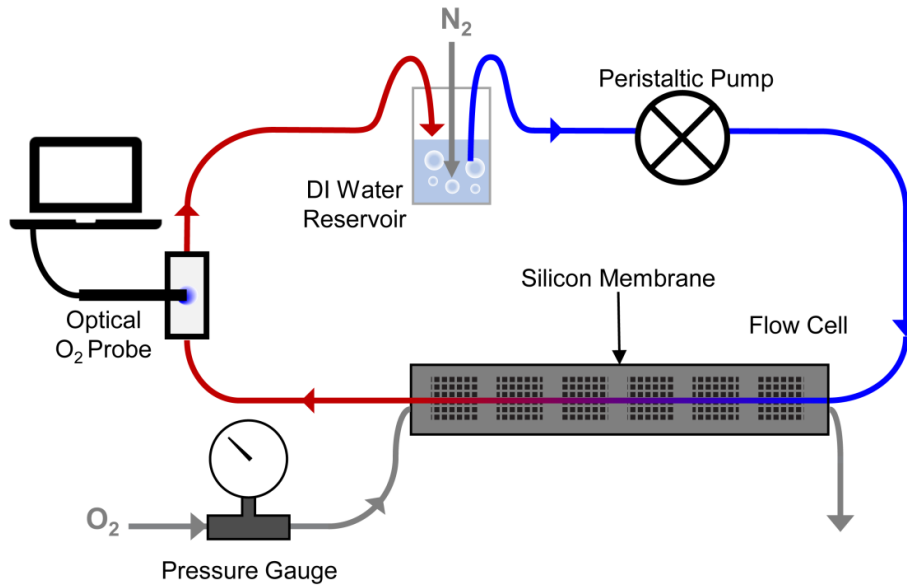 N₂
Peristaltic Pump
DI Water
Reservoir
Silicon Membrane
Flow Cell
Optical
O₂ Probe
O₂
Pressure Gauge